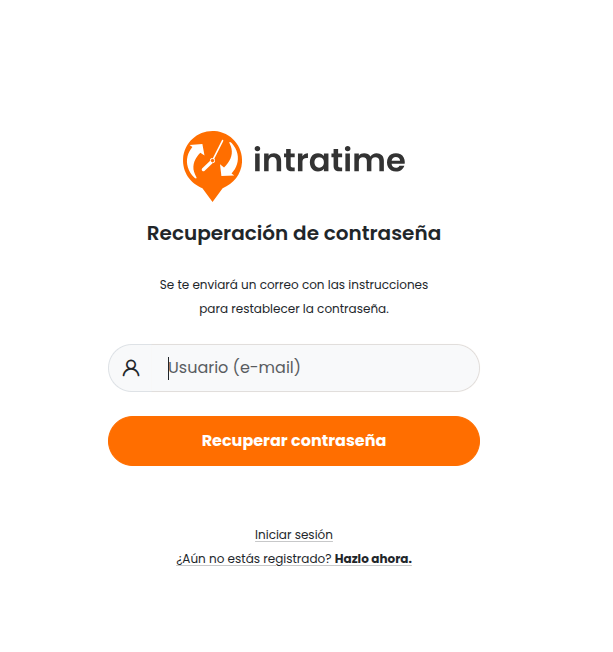 intratime
Recuperación de contraseña
Se te enviará un correo con las instrucciones
para restablecer la contraseña.
Usuario (e-mail)
Recuperar contraseña
Iniciar sesión
¿Aún no estás registrado? Hazlo ahora.